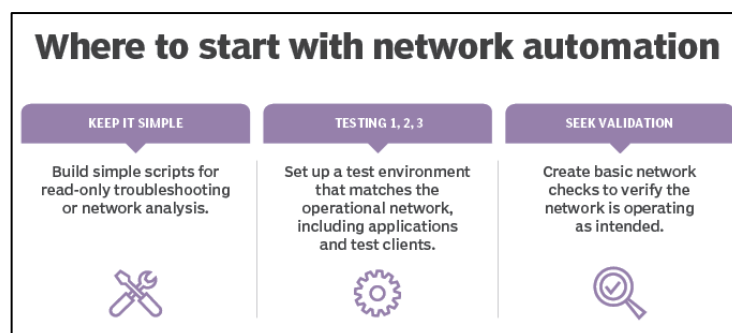 Where to start with network automation
KEEP IT SIMPLE
Build simple scripts for
read-only troubleshooting
or network analysis.
TESTING 1, 2, 3
Set up a test environment
that matches the
operational network,
including applications
and test clients.
SEEK VALIDATION
Create basic network
checks to verify the
network is operating
as intended.